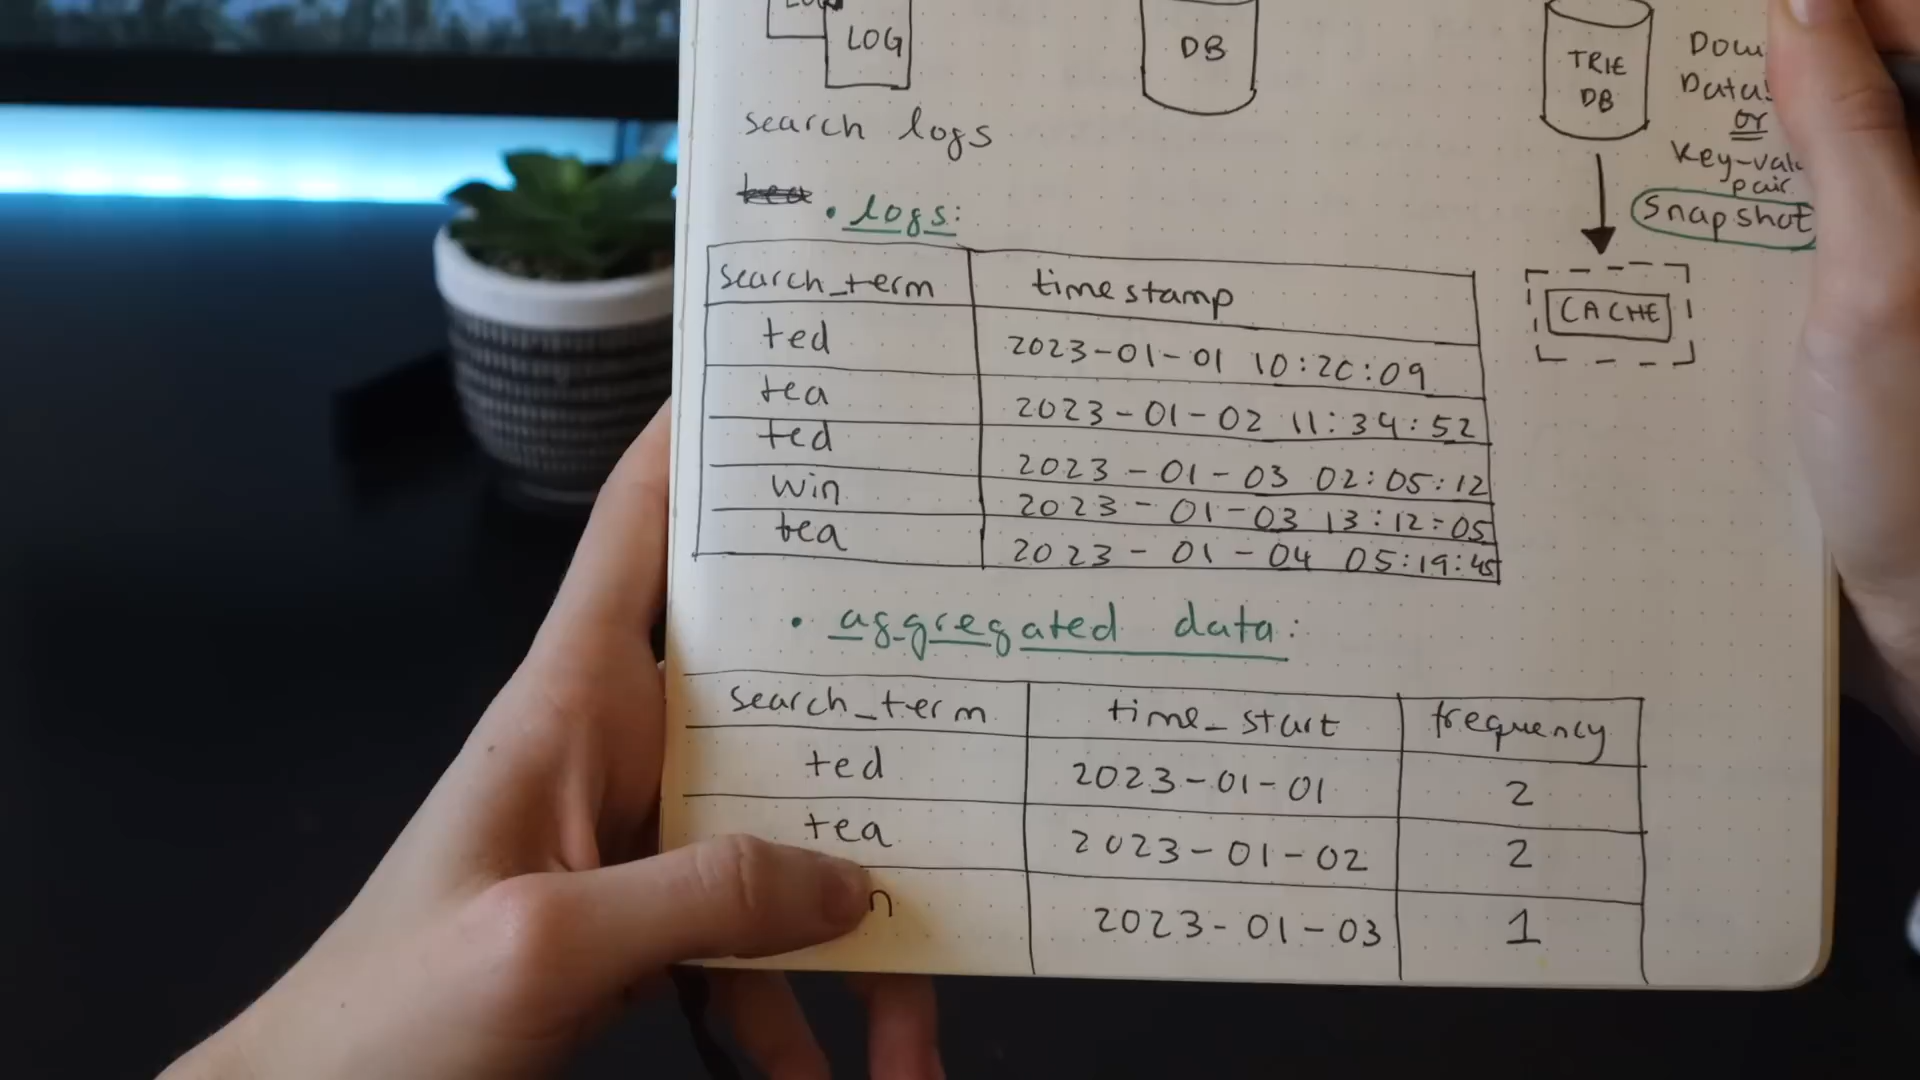 LOG
DB
TRIE
DB
or
pair
Snapshot
search logs
CACHE
• logs:
search_term timestamp
ted 2023-01-01 10:20:09
tea 2023-01-02 11:34:52
ted 2023-01-03 02:05:12
win 2023-01-03 13:12:05
tea 2023-01-04 05:19:45
• aggregated data:
search_term time_start frequency
ted 2023-01-01 2
tea 2023-01-02 2
2023-01-03 1